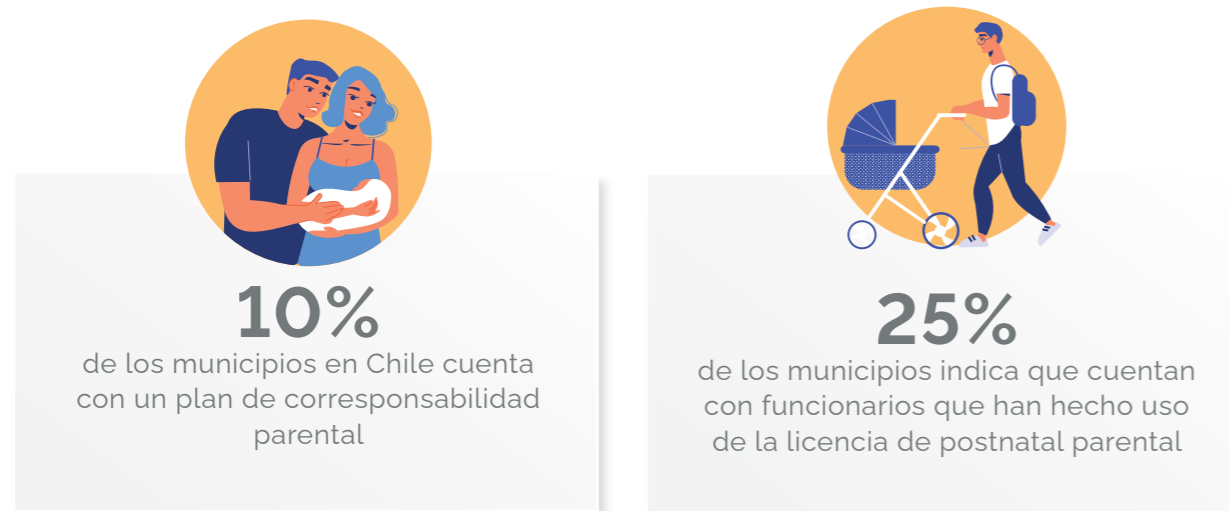 10%
de los municipios en Chile cuenta
con un plan de corresponsabilidad
parental
25%
de los municipios indica que cuentan
con funcionarios que han hecho uso
de la licencia de postnatal parental